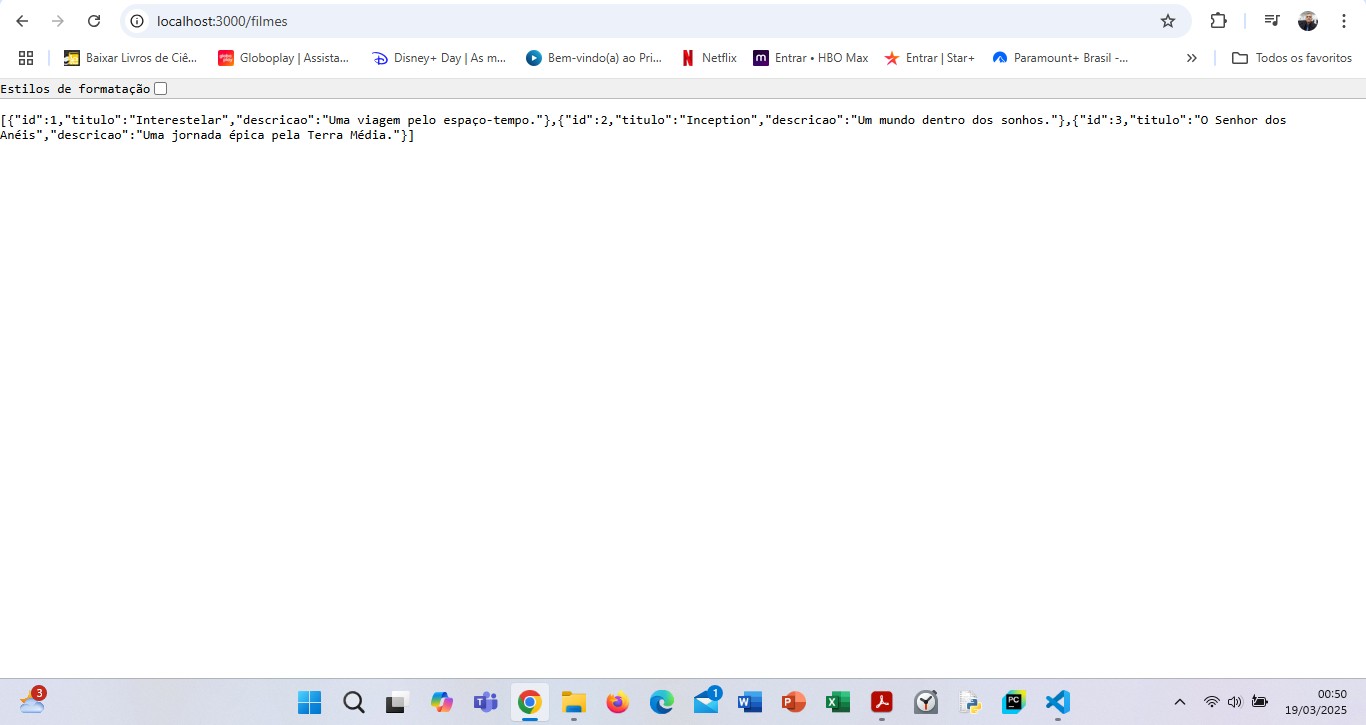 localhost:3000/filmes
Baixar Livros de Ciê...
Globoplay | Assista...
Disney+ Day | As m...
Bem-vindo(a) ao Pri...
Netflix
Entrar • HBO Max
Entrar | Star+
Paramount+ Brasil -...
Todos os favoritos
Estilos de formatação
[{"id":1,"titulo":"Interestelar","descricao":"Uma viagem pelo espaço-tempo."},{"id":2,"titulo":"Inception","descricao":"Um mundo dentro dos sonhos."},{"id":3,"titulo":"O Senhor dos
Anéis","descricao":"Uma jornada épica pela Terra Média."}]
3
1
00:50
19/03/2025